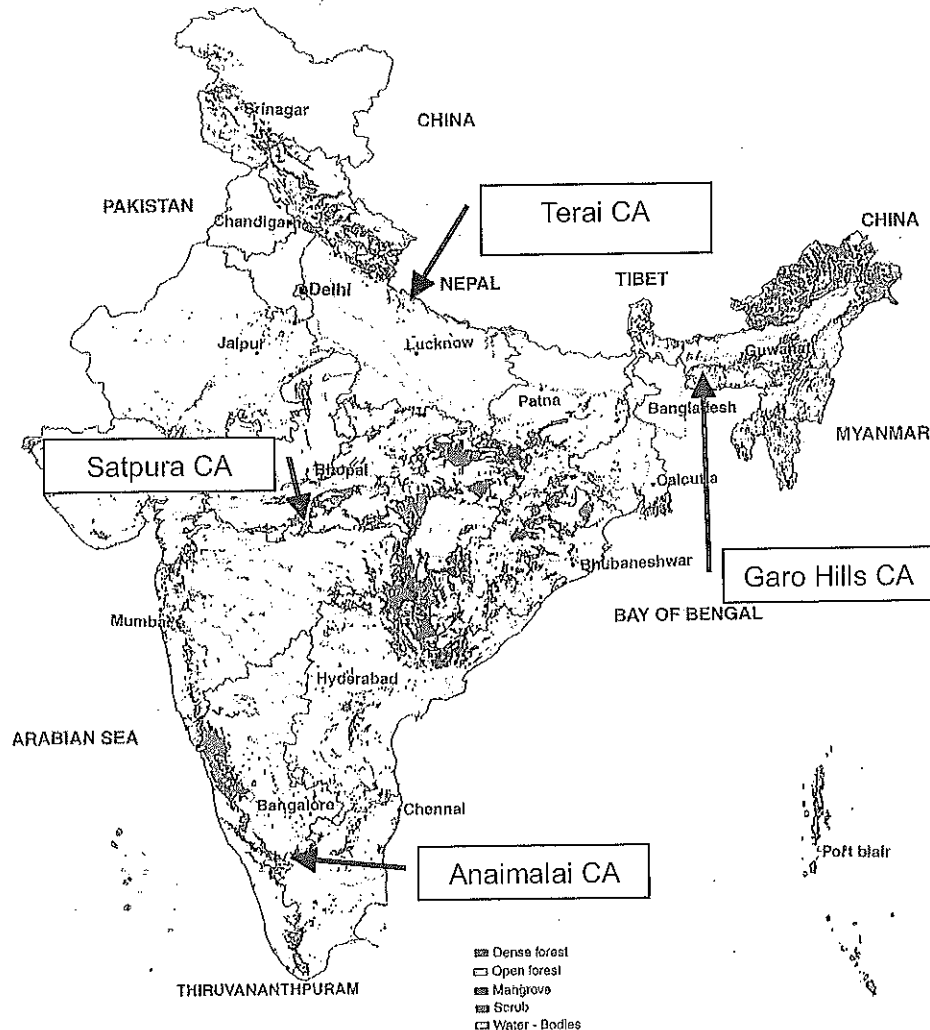 Srinagar
CHINA
PAKISTAN
Chandigarh
Terai CA
CHINA
Delhi
NEPAL
TIBET
Jaipur
Lucknow
Guwahat
Patna
Bangladesh
MYANMAR
Satpura CA
Bhopal
Calcutta
Bhubaneshwar
Garo Hills CA
Mumbai
BAY OF BENGAL
Hyderabad
ARABIAN SEA
Bangalore
Chennai
Port blair
Anaimalai CA
THIRUVANANTHPURAM
Dense forest
Open forest
Mangrove
Scrub
Water - Bodies